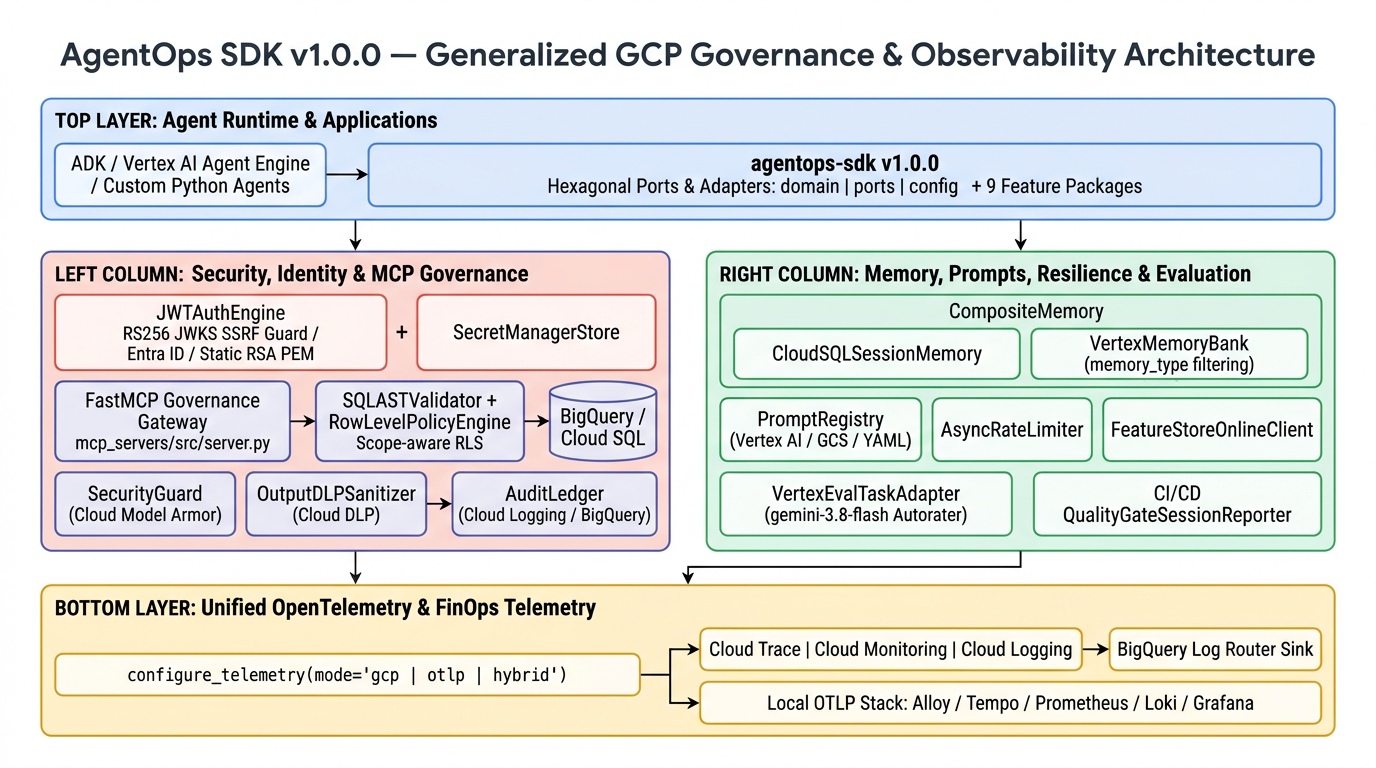 AgentOps SDK v1.0.0 — Generalized GCP Governance & Observability Architecture
TOP LAYER: Agent Runtime & Applications
ADK / Vertex AI Agent Engine
/ Custom Python Agents
agentops-sdk v1.0.0
Hexagonal Ports & Adapters: domain | ports | config + 9 Feature Packages
LEFT COLUMN: Security, Identity & MCP Governance
JWTAuthEngine
RS256 JWKS SSRF Guard /
Entra ID / Static RSA PEM
+
SecretManagerStore
FastMCP Governance
Gateway
mcp_servers/src/server.py
SQLASTValidator +
RowLevelPolicyEngine
Scope-aware RLS
BigQuery /
Cloud SQL
SecurityGuard
(Cloud Model Armor)
OutputDLPSanitizer
(Cloud DLP)
AuditLedger
(Cloud Logging / BigQuery)
RIGHT COLUMN: Memory, Prompts, Resilience & Evaluation
CompositeMemory
CloudSQLSessionMemory
VertexMemoryBank
(memory_type filtering)
PromptRegistry
(Vertex AI / GCS / YAML)
AsyncRateLimiter
FeatureStoreOnlineClient
VertexEvalTaskAdapter
(gemini-3.8-flash Autorater)
CI/CD
QualityGateSessionReporter
BOTTOM LAYER: Unified OpenTelemetry & FinOps Telemetry
configure_telemetry(mode='gcp | otlp | hybrid')
Cloud Trace | Cloud Monitoring | Cloud Logging
BigQuery Log Router Sink
Local OTLP Stack: Alloy / Tempo / Prometheus / Loki / Grafana